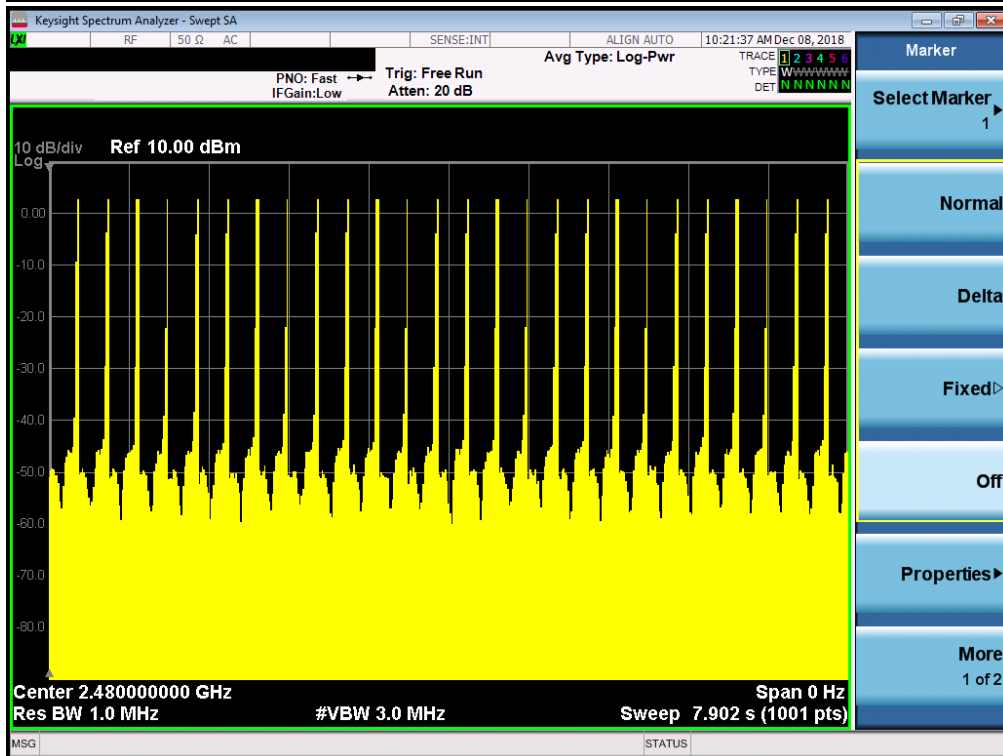 Keysight Spectrum Analyzer - Swept SA
LXI RF 50 Ω AC SENSE:INT ALIGN AUTO 10:21:37 AM Dec 08, 2018
Avg Type: Log-Pwr TRACE 1 2 3 4 5 6
PNO: Fast Trig: Free Run TYPE W W W W W W
IFGain:Low Atten: 20 dB DET N N N N N N
10 dB/div Ref 10.00 dBm
Log
0.00
-10.0
-20.0
-30.0
-40.0
-50.0
-60.0
-70.0
-80.0
Center 2.480000000 GHz Span 0 Hz
Res BW 1.0 MHz #VBW 3.0 MHz Sweep 7.902 s (1001 pts)
MSG STATUS
Marker
Select Marker
1
Normal
Delta
Fixed
Off
Properties
More
1 of 2